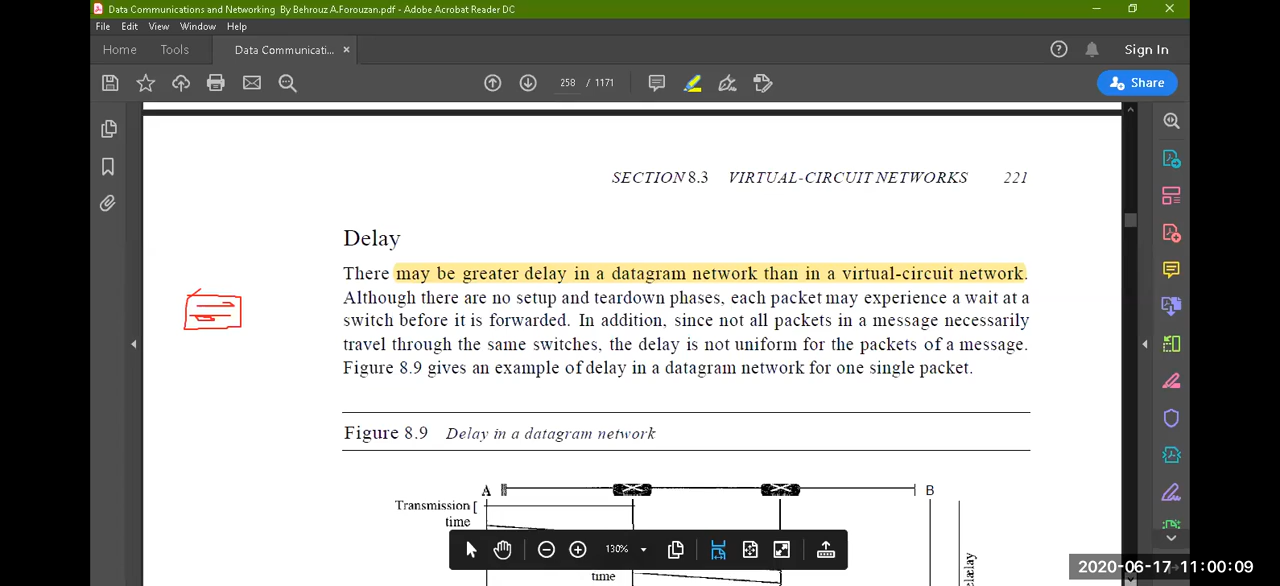 Data Communications and Networking By Behrouz A.Forouzan.pdf - Adobe Acrobat Reader DC
File Edit View Window Help
Home Tools Data Communicati... ×
Sign In
258 / 1171
Share
SECTION 8.3 VIRTUAL-CIRCUIT NETWORKS 221
Delay
There may be greater delay in a datagram network than in a virtual-circuit network.
Although there are no setup and teardown phases, each packet may experience a wait at a
switch before it is forwarded. In addition, since not all packets in a message necessarily
travel through the same switches, the delay is not uniform for the packets of a message.
Figure 8.9 gives an example of delay in a datagram network for one single packet.
Figure 8.9 Delay in a datagram network
A B
Transmission [
time
130%
time
2020-06-17 11:00:09